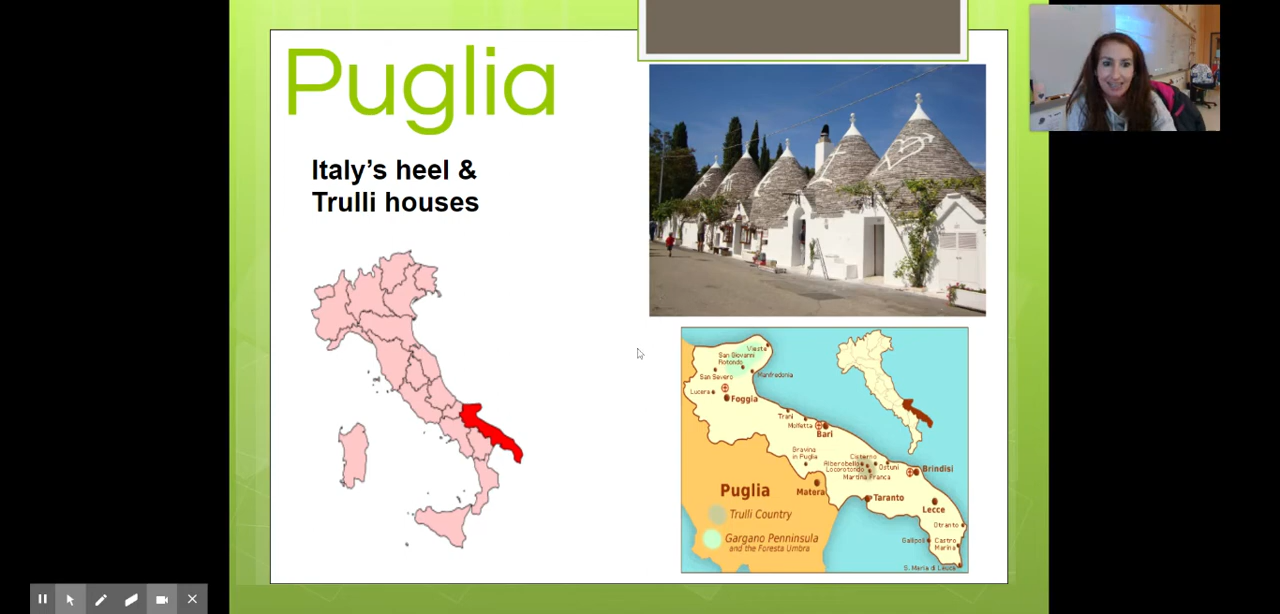 Puglia
Italy's heel &
Trulli houses
Vieste
San Giovanni
Rotondo
San Severo
Manfredonia
Lucera
Foggia
Trani
Molfetta
Bari
Gravina
in Puglia
Cisterno
Alberobello
Ostuni
Locorotondo
Martina Franca
Brindisi
Matera
Taranto
Lecce
Puglia
Trulli Country
Otranto
Gargano Penninsula
and the Foresta Umbra
Gallipoli
Castro
Marina
S. Maria di Leuca